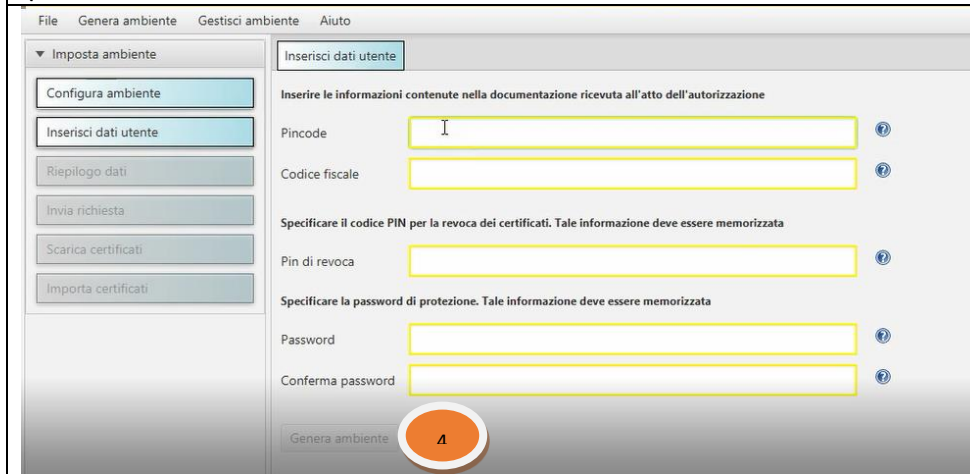 File Genera ambiente Gestisci ambiente Aiuto
Imposta ambiente
Configura ambiente
Inserisci dati utente
Riepilogo dati
Invia richiesta
Scarica certificati
Importa certificati
Inserisci dati utente
Inserire le informazioni contenute nella documentazione ricevuta all'atto dell'autorizzazione
Pincode
Codice fiscale
Specificare il codice PIN per la revoca dei certificati. Tale informazione deve essere memorizzata
Pin di revoca
Specificare la password di protezione. Tale informazione deve essere memorizzata
Password
Conferma password
Genera ambiente
4